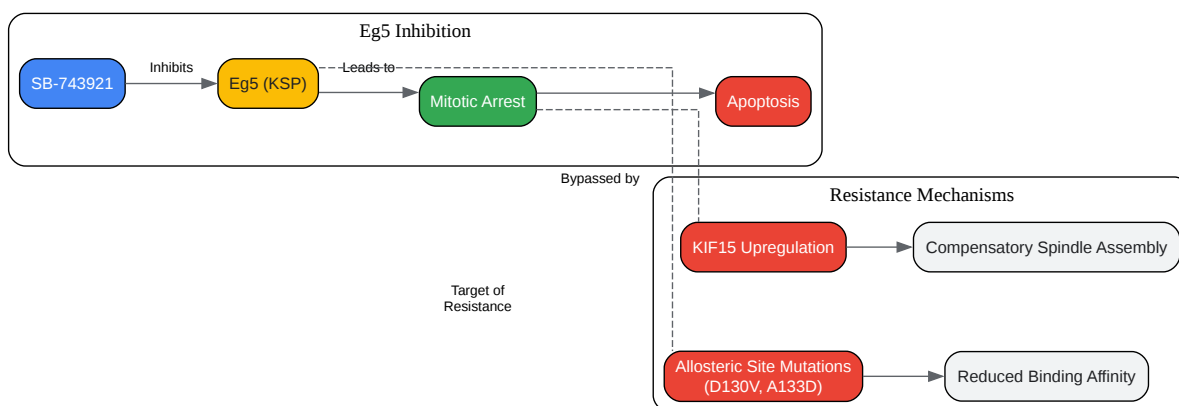 Eg5 Inhibition
SB-743921
Inhibits
Eg5 (KSP)
Leads to
Mitotic Arrest
Apoptosis
Bypassed by
Resistance Mechanisms
KIF15 Upregulation
Compensatory Spindle Assembly
Target of
Resistance
Allosteric Site Mutations
(D130V, A133D)
Reduced Binding Affinity